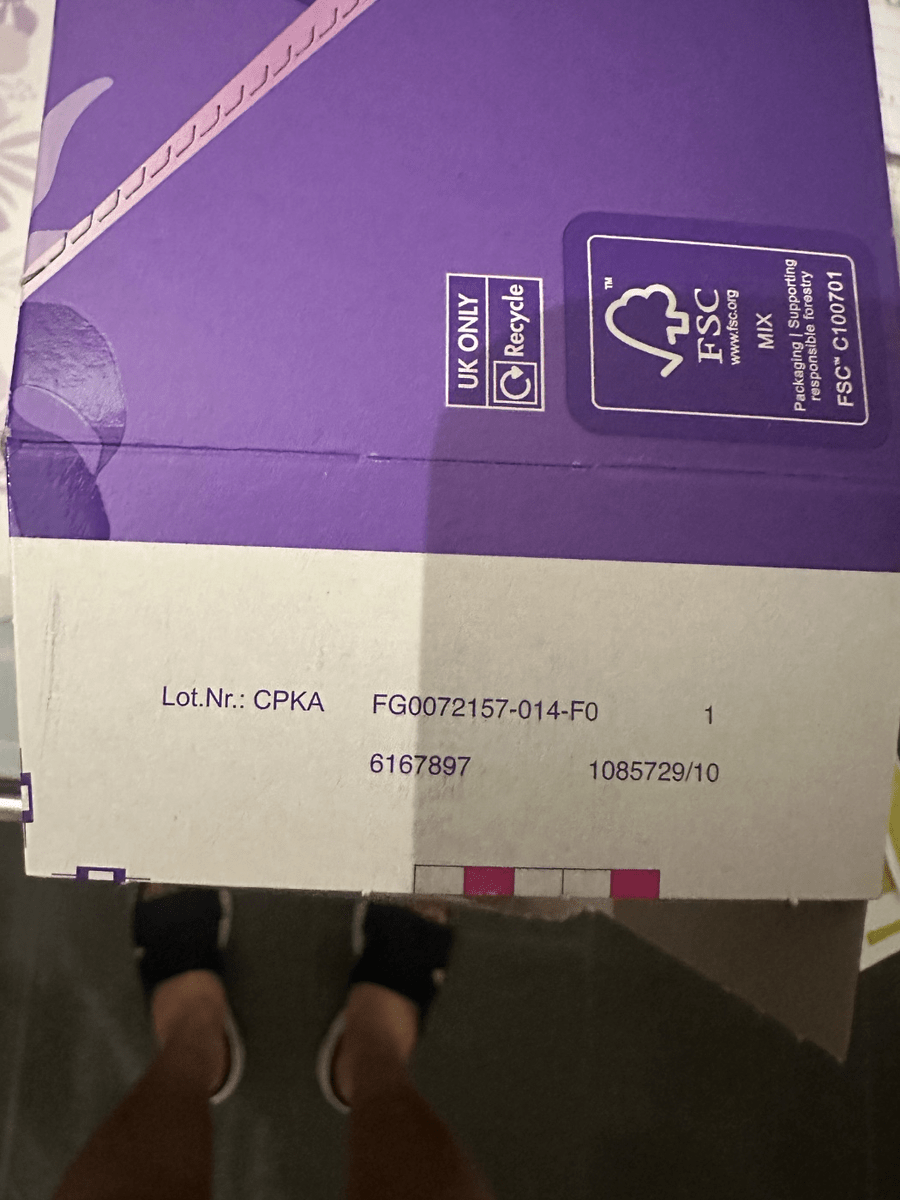 UK ONLY
Recycle
TM
FSC
www.fsc.org
MIX
Packaging | Supporting
responsible forestry
FSC™ C100701
Lot.Nr.: CPKA FG0072157-014-F0 1
6167897 1085729/10